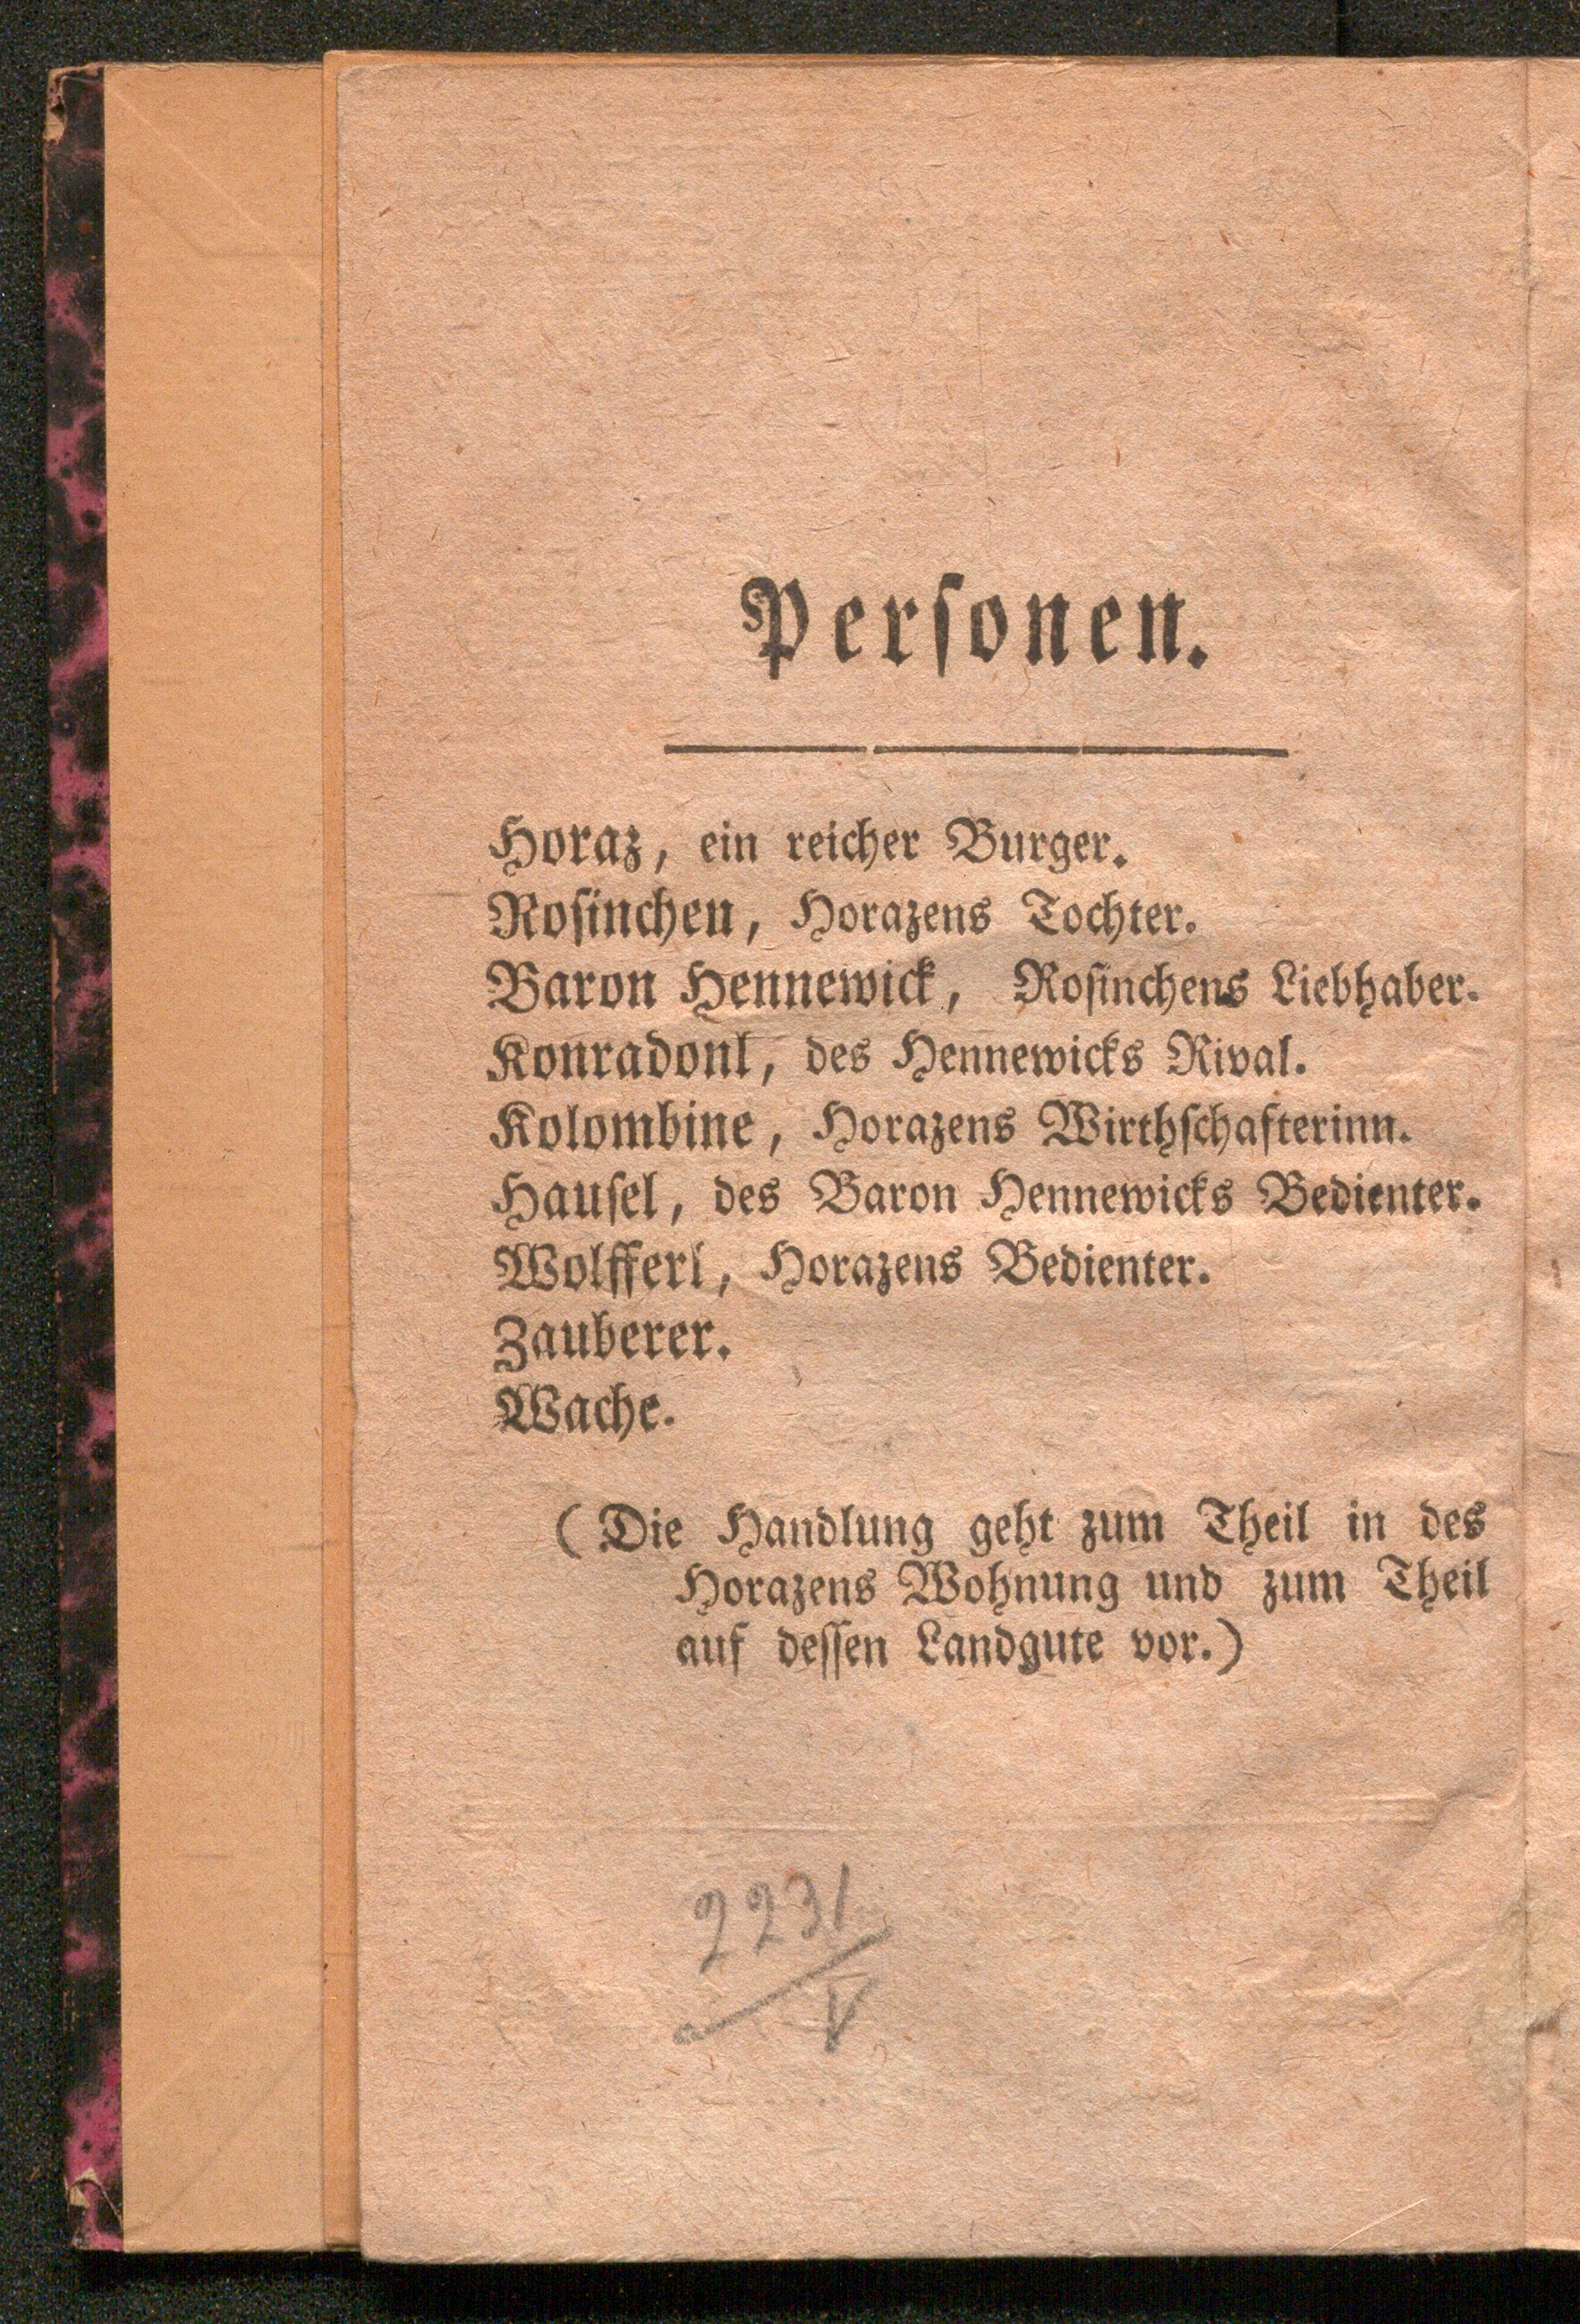 Personen.
Horaz, ein reicher Burger.
Rosinchen, Horazens Tochter.
Baron Hennewick, Rosinchens Liebhaber.
Konradonl, des Hennewicks Rival.
Kolombine, Horazens Wirthschafterinn.
Hausel, des Baron Hennewicks Bedienter.
Wolfferl, Horazens Bedienter.
Zauberer.
Wache.
(Die Handlung geht zum Theil in des
Horazens Wohnung und zum Theil
auf dessen Landgute vor.)
2231
V